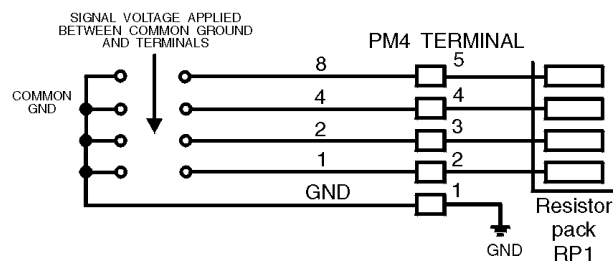 SIGNAL VOLTAGE APPLIED
BETWEEN COMMON GROUND
AND TERMINALS
PM4 TERMINAL
8 5
COMMON
GND
4 4
2 3
1 2
GND 1
GND
Resistor
pack
RP1